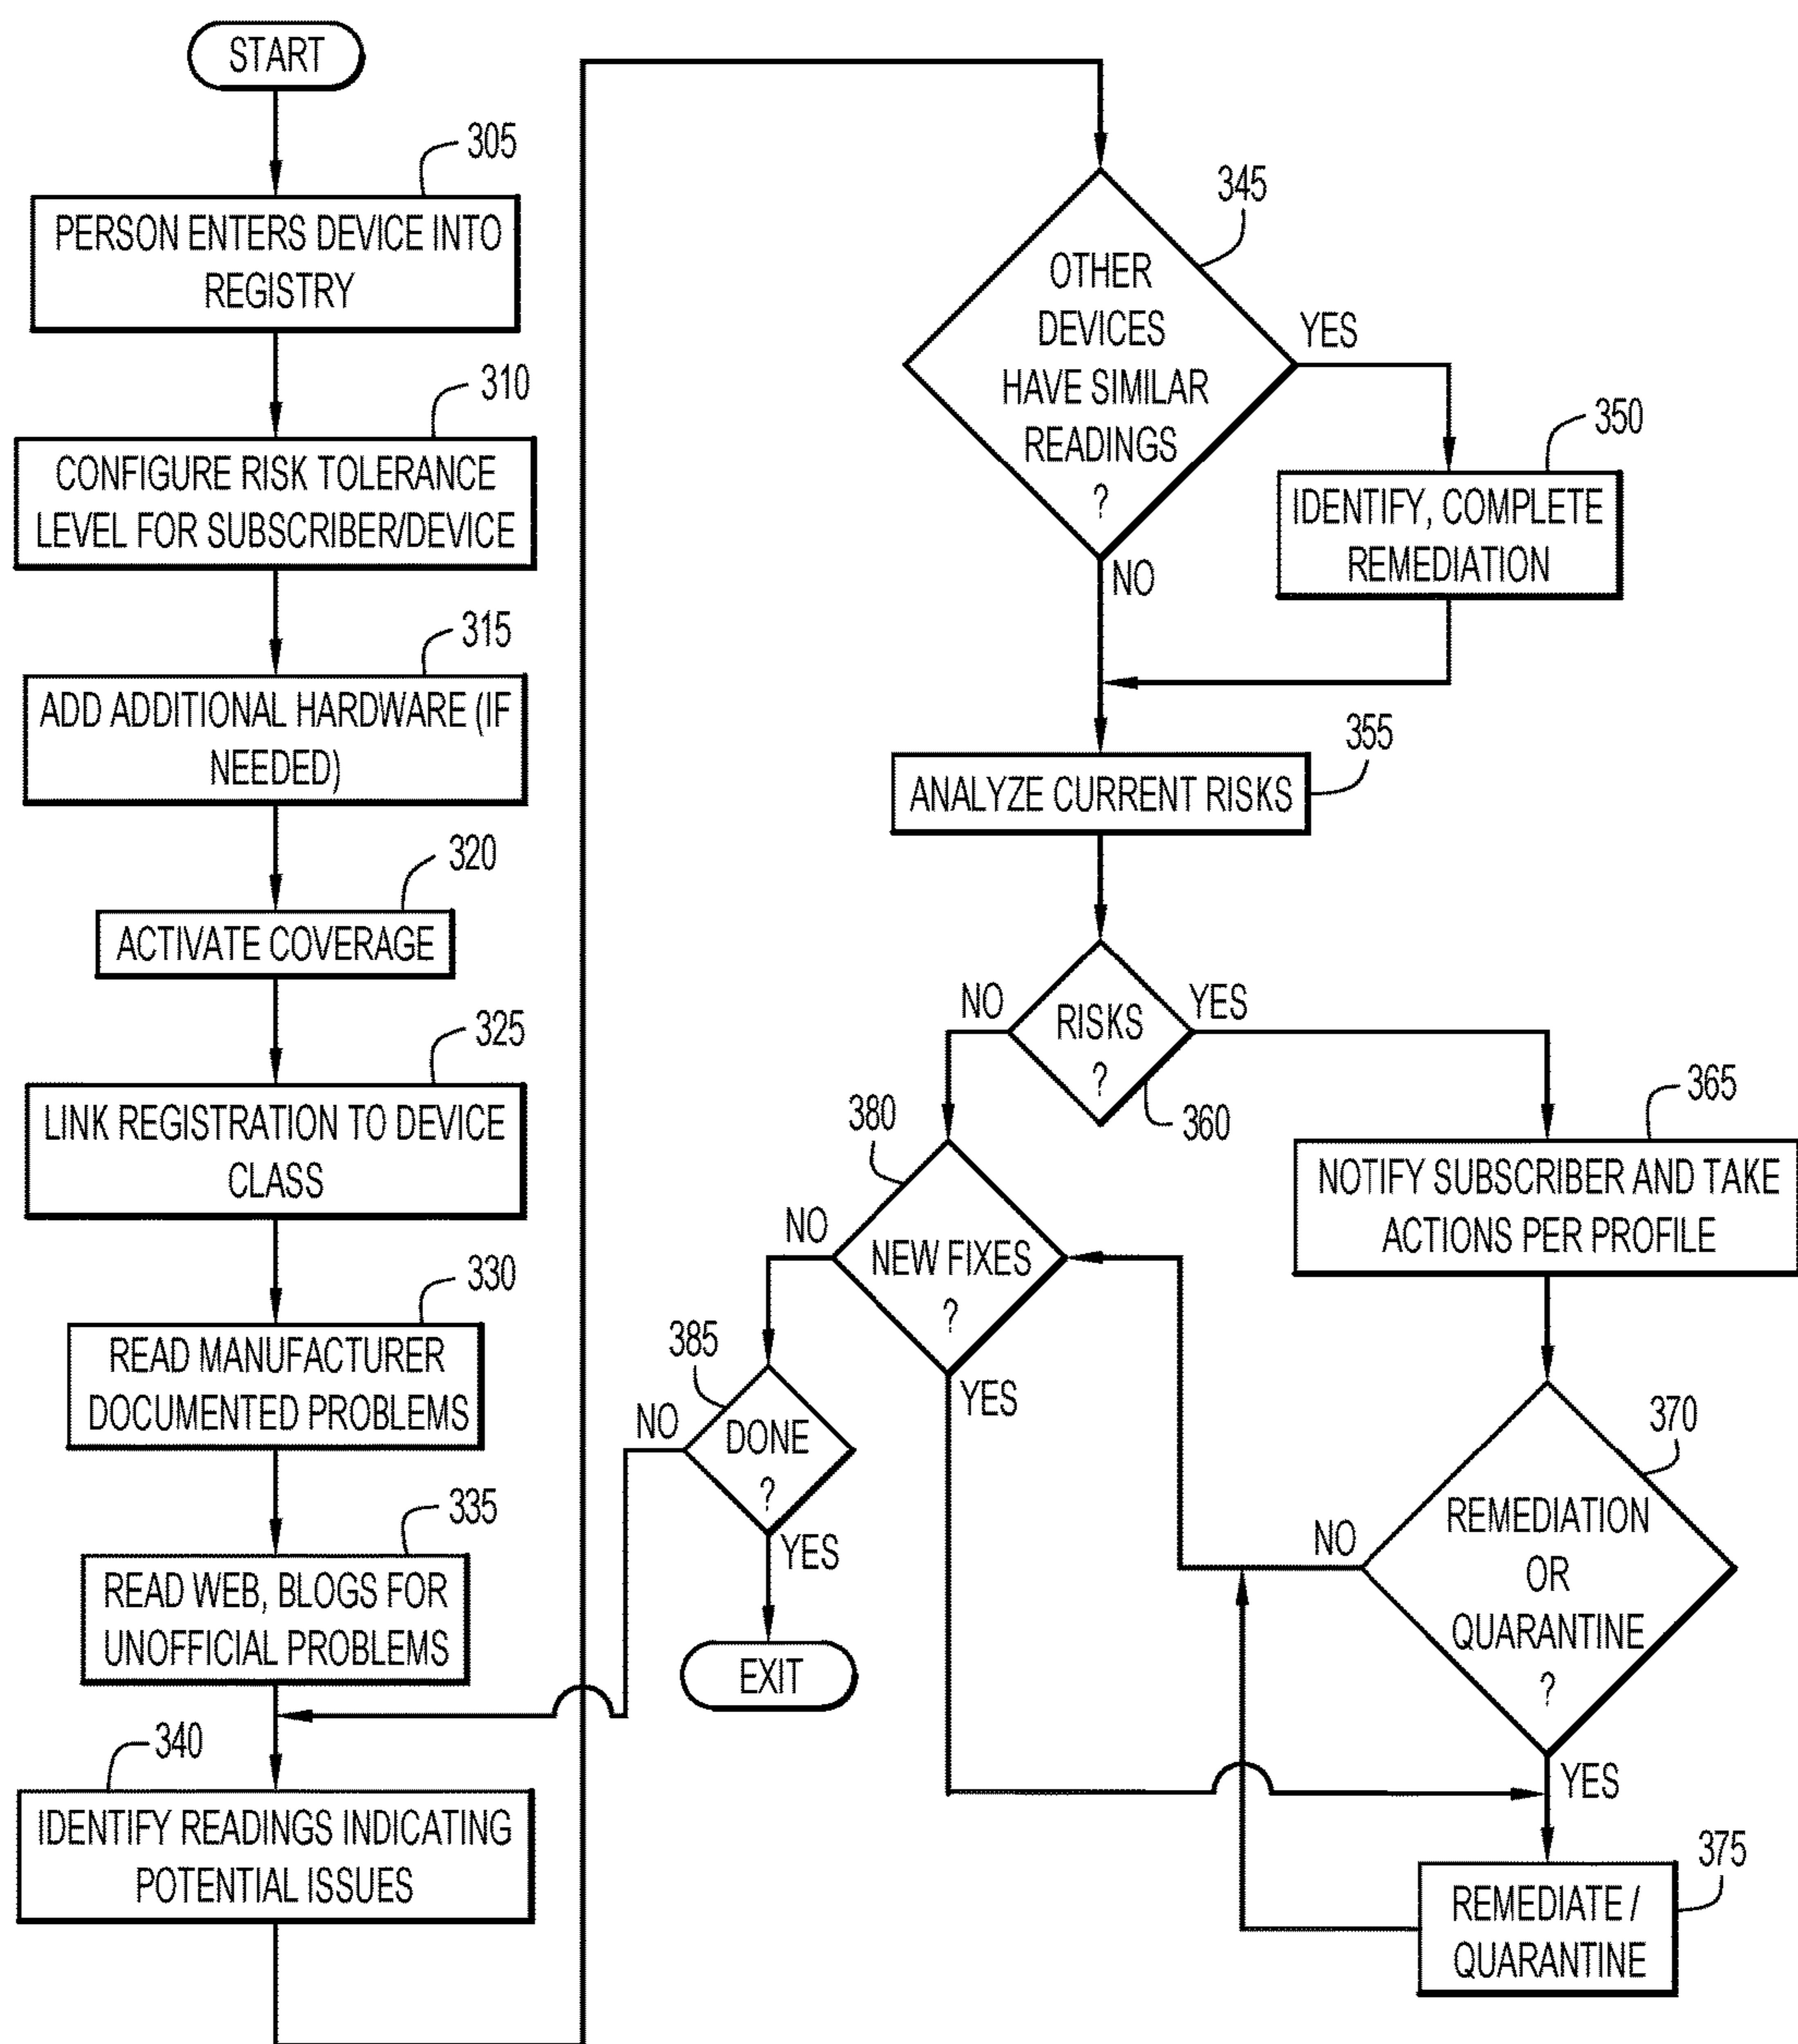 START
305
PERSON ENTERS DEVICE INTO
REGISTRY
310
CONFIGURE RISK TOLERANCE
LEVEL FOR SUBSCRIBER/DEVICE
315
ADD ADDITIONAL HARDWARE (IF
NEEDED)
320
ACTIVATE COVERAGE
325
LINK REGISTRATION TO DEVICE
CLASS
330
READ MANUFACTURER
DOCUMENTED PROBLEMS
335
READ WEB, BLOGS FOR
UNOFFICIAL PROBLEMS
340
IDENTIFY READINGS INDICATING
POTENTIAL ISSUES
345
OTHER
DEVICES
HAVE SIMILAR
READINGS
?
YES
NO
350
IDENTIFY, COMPLETE
REMEDIATION
355
ANALYZE CURRENT RISKS
NO
RISKS
?
YES
360
365
NOTIFY SUBSCRIBER AND TAKE
ACTIONS PER PROFILE
370
REMEDIATION
OR
QUARANTINE
?
NO
YES
375
REMEDIATE /
QUARANTINE
380
NEW FIXES
?
NO
YES
385
DONE
?
NO
YES
EXIT